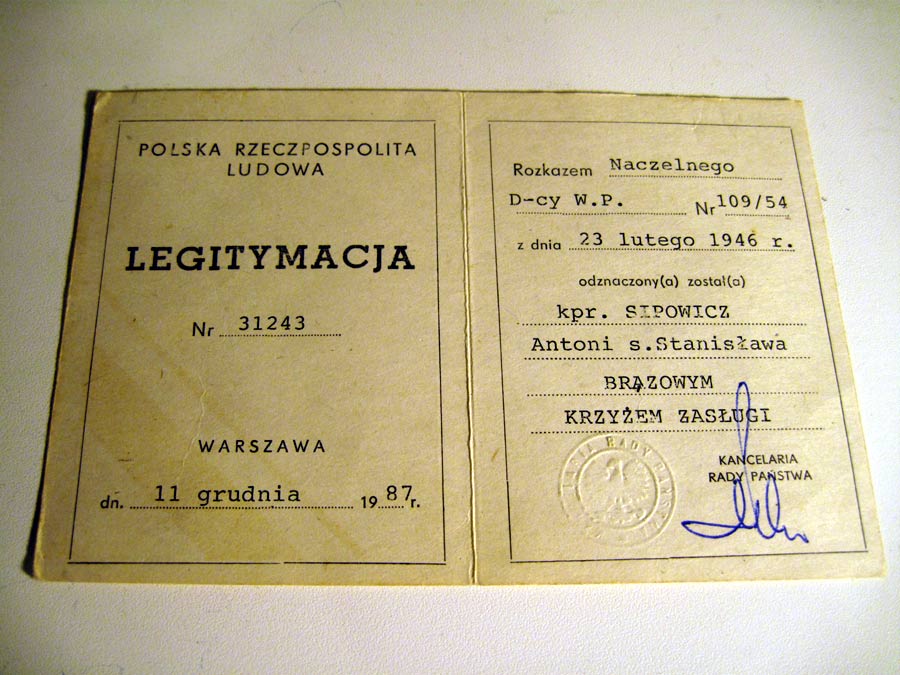 POLSKA RZECZPOSPOLITA
LUDOWA
LEGITYMACJA
Nr 31243
WARSZAWA
dn. 11 grudnia 1987r.
Rozkazem Naczelnego
D-cy W.P. Nr 109/54
z dnia 23 lutego 1946 r.
odznaczony(a) został(a)
kpr. SIPOWICZ
Antoni s.Stanisława
BRĄZOWYM
KRZYŻEM ZASŁUGI
KANCELARIA
RADY PAŃSTWA